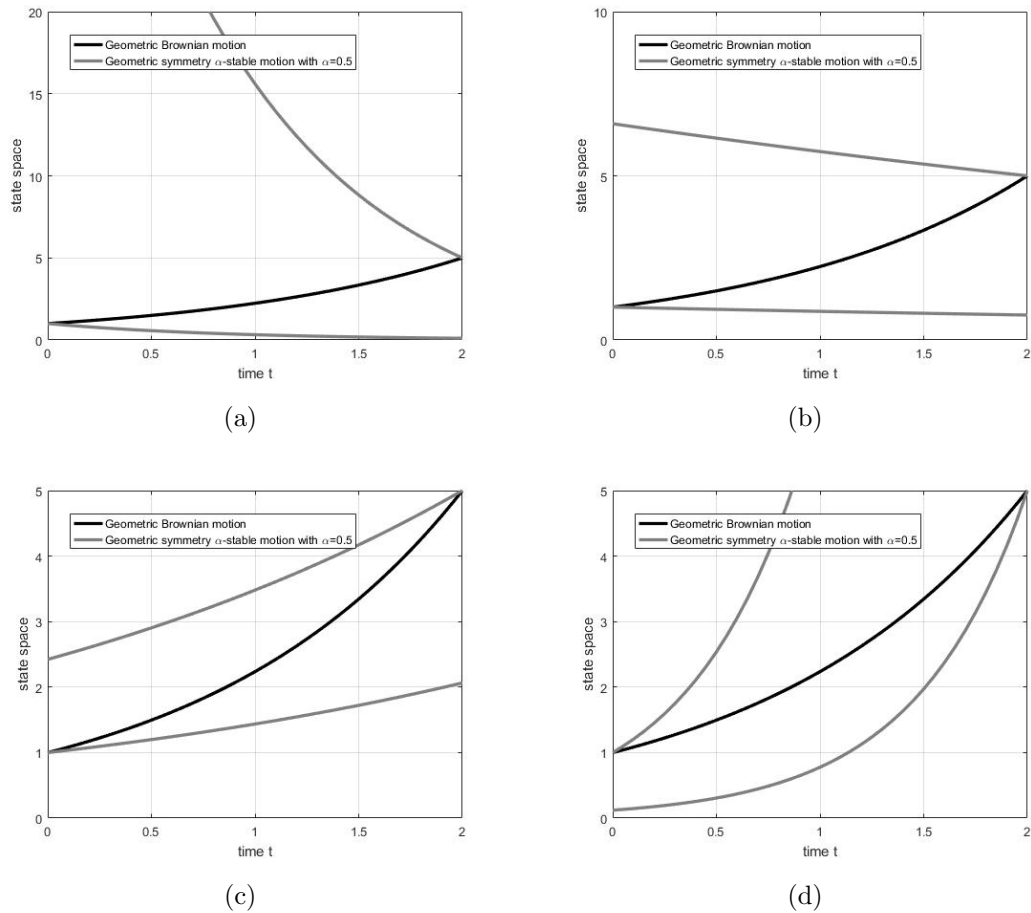 20
15
10
5
0
state space
Geometric Brownian motion
Geometric symmetry α-stable motion with α=0.5
0 0.5 1 1.5 2
time t
(a)
10
5
0
state space
Geometric Brownian motion
Geometric symmetry α-stable motion with α=0.5
0 0.5 1 1.5 2
time t
(b)
5
4
3
2
1
0
state space
Geometric Brownian motion
Geometric symmetry α-stable motion with α=0.5
0 0.5 1 1.5 2
time t
(c)
5
4
3
2
1
0
state space
Geometric Brownian motion
Geometric symmetry α-stable motion with α=0.5
0 0.5 1 1.5 2
time t
(d)